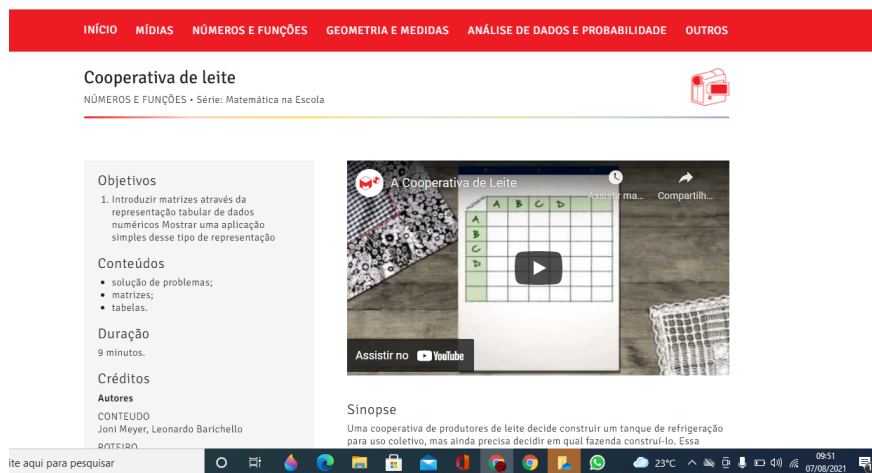 INÍCIO MÍDIAS NÚMEROS E FUNÇÕES GEOMETRIA E MEDIDAS ANÁLISE DE DADOS E PROBABILIDADE OUTROS
Cooperativa de leite
NÚMEROS E FUNÇÕES • Série: Matemática na Escola
Objetivos
1. Introduzir matrizes através da
representação tabular de dados
numéricos Mostrar uma aplicação
simples desse tipo de representação
Conteúdos
• solução de problemas;
• matrizes;
• tabelas.
Duração
9 minutos.
Créditos
Autores
CONTEUDO
Joni Meyer, Leonardo Barichello
ROTEIRO
A Cooperativa de Leite
Assistir ma... Compartilh...
A B C D
A
B
C
D
Assistir no YouTube
Sinopse
Uma cooperativa de produtores de leite decide construir um tanque de refrigeração
para uso coletivo, mas ainda precisa decidir em qual fazenda construí-lo. Essa
ite aqui para pesquisar
23°C
09:51
07/08/2021